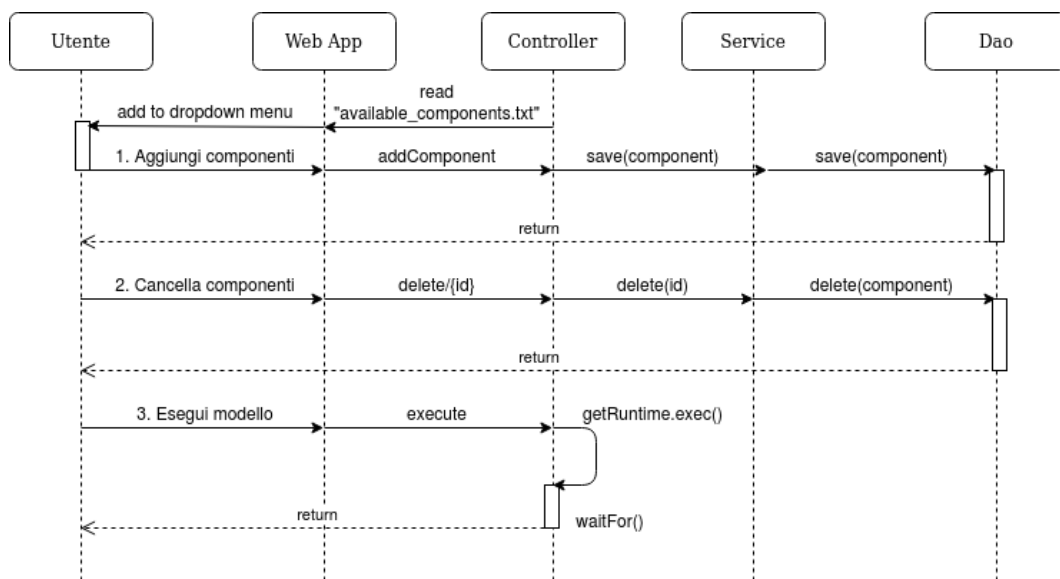 Utente
Web App
Controller
Service
Dao
read
add to dropdown menu
"available_components.txt"
1. Aggiungi componenti
addComponent
save(component)
save(component)
return
2. Cancella componenti
delete/{id}
delete(id)
delete(component)
return
3. Esegui modello
execute
getRuntime.exec()
return
waitFor()